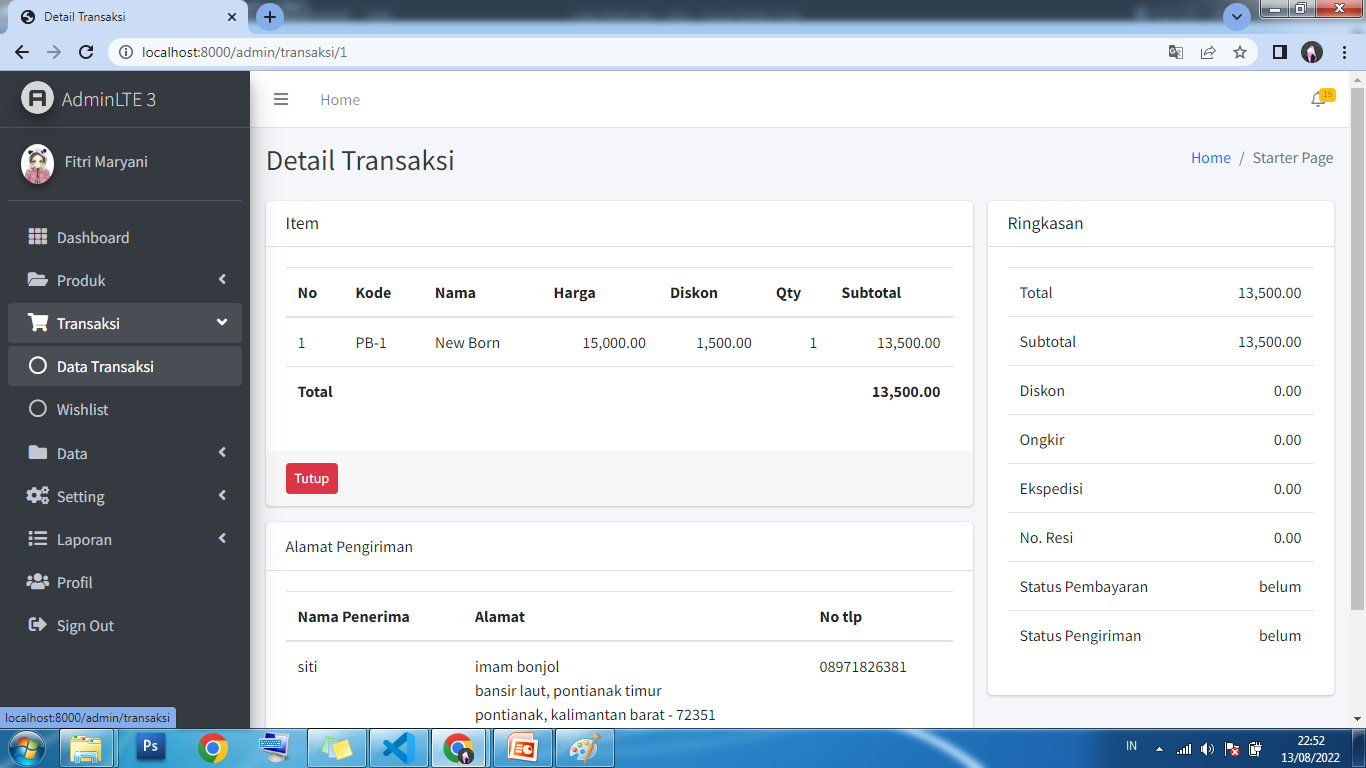 Detail Transaksi
localhost:8000/admin/transaksi/1
AdminLTE 3
Home
15
Fitri Maryani
Detail Transaksi
Home / Starter Page
Dashboard
Produk
Transaksi
Data Transaksi
Wishlist
Data
Setting
Laporan
Profil
Sign Out
Item
No Kode Nama Harga Diskon Qty Subtotal
1 PB-1 New Born 15,000.00 1,500.00 1 13,500.00
Total 13,500.00
Tutup
Alamat Pengiriman
Nama Penerima Alamat No tlp
siti imam bonjol 08971826381
bansir laut, pontianak timur
pontianak, kalimantan barat - 72351
Ringkasan
Total 13,500.00
Subtotal 13,500.00
Diskon 0.00
Ongkir 0.00
Ekspedisi 0.00
No. Resi 0.00
Status Pembayaran belum
Status Pengiriman belum
localhost:8000/admin/transaksi
Ps
IN
22:52
13/08/2022